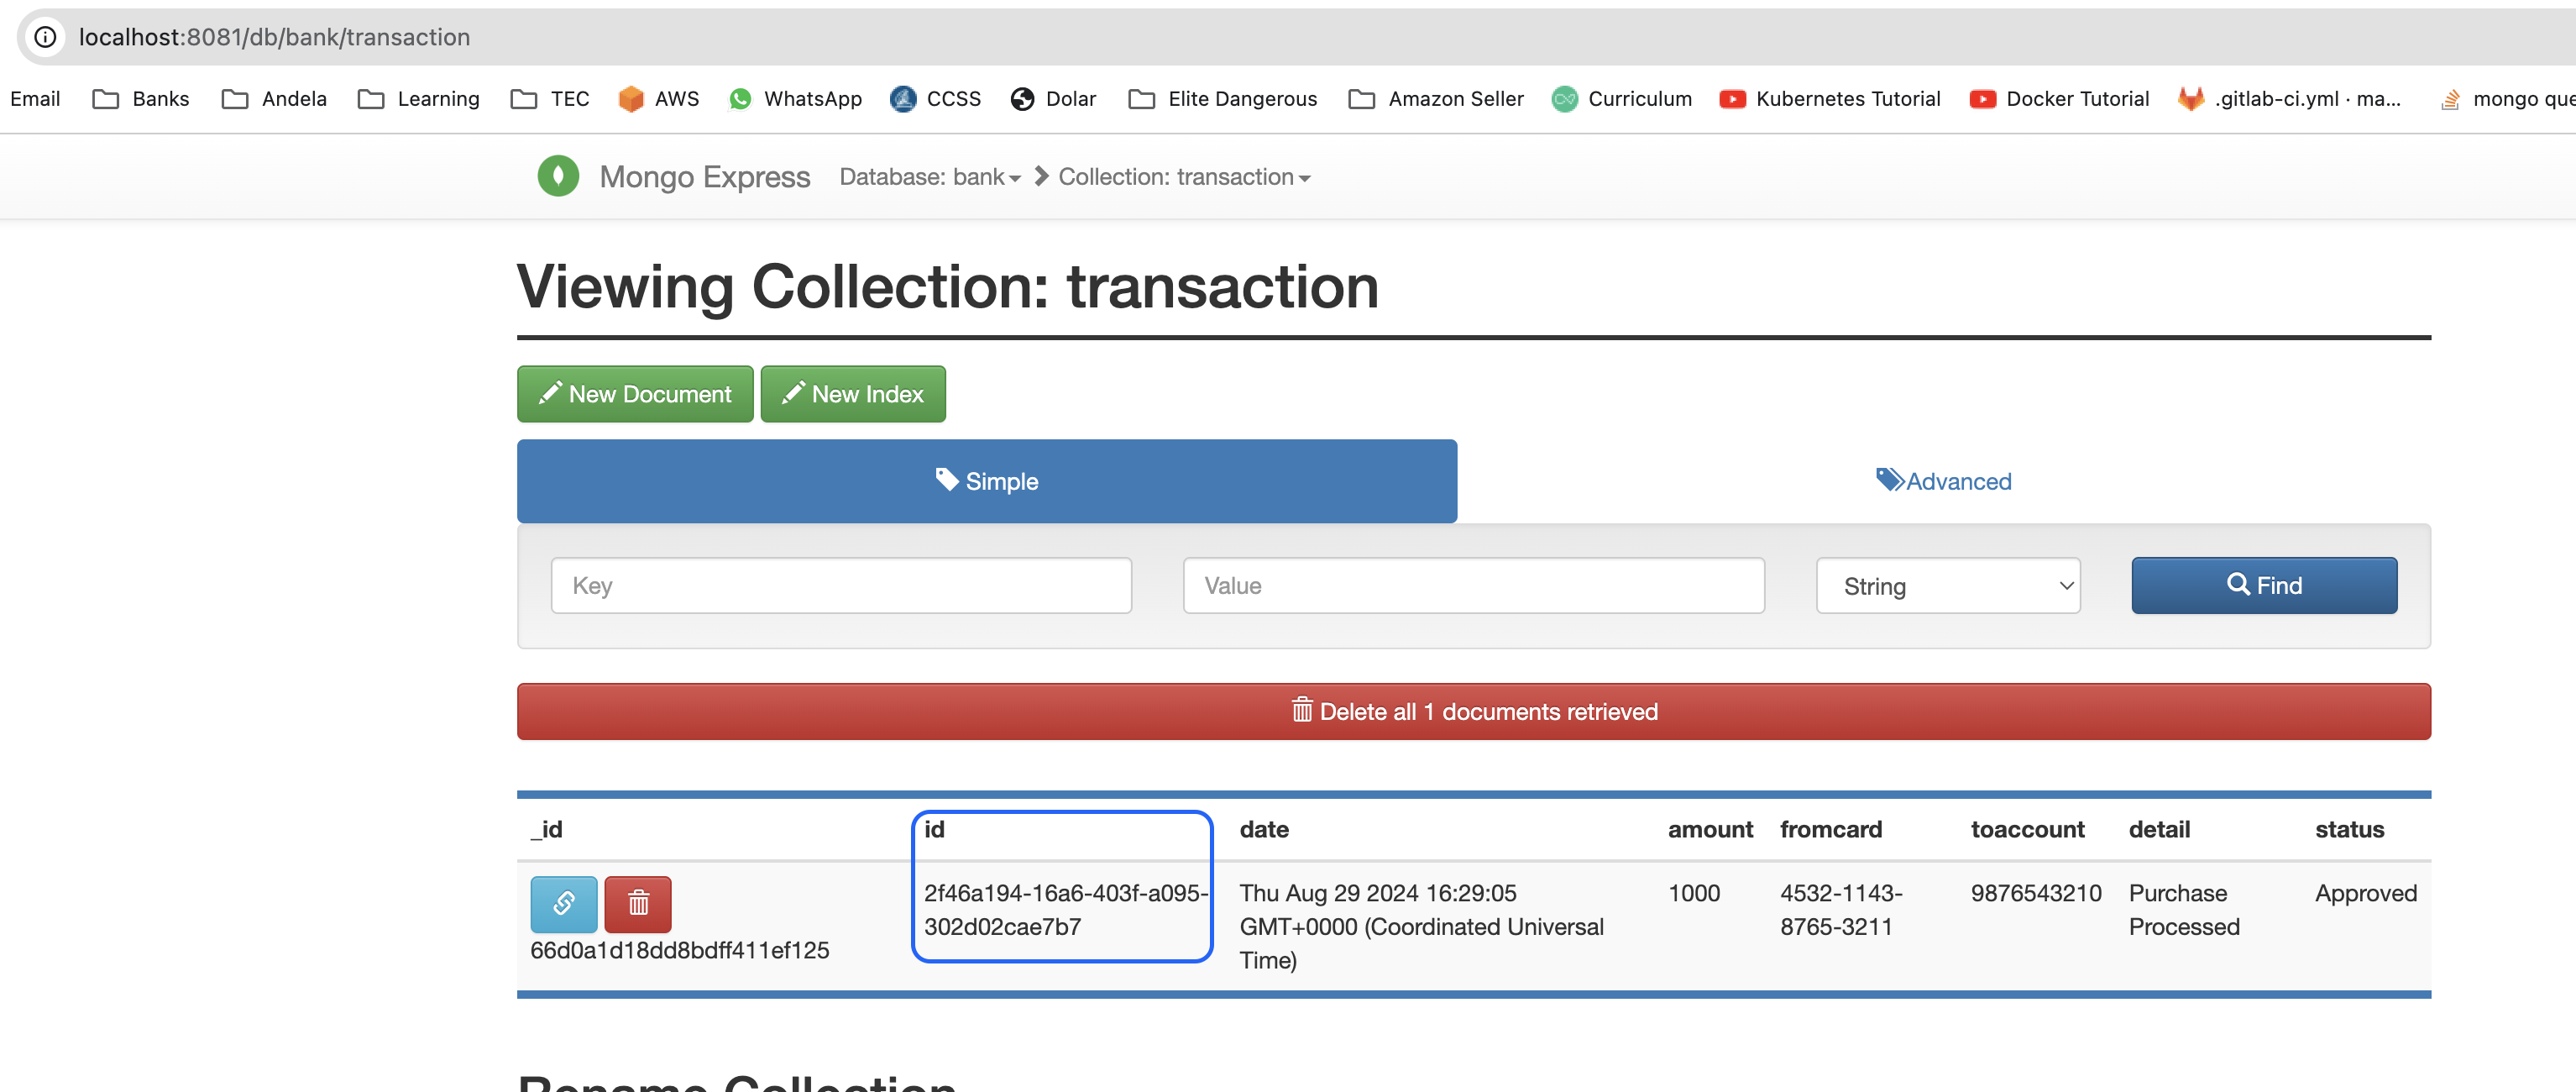 localhost:8081/db/bank/transaction
Email Banks Andela Learning TEC AWS WhatsApp CCSS Dolar Elite Dangerous Amazon Seller Curriculum Kubernetes Tutorial Docker Tutorial .gitlab-ci.yml · ma... mongo que
Mongo Express Database: bank Collection: transaction
Viewing Collection: transaction
New Document New Index
Simple Advanced
Key Value String Find
Delete all 1 documents retrieved
_id id date amount fromcard toaccount detail status
2f46a194-16a6-403f-a095- Thu Aug 29 2024 16:29:05 1000 4532-1143- 9876543210 Purchase Approved
302d02cae7b7 GMT+0000 (Coordinated Universal 8765-3211 Processed
66d0a1d18dd8bdff411ef125 Time)
Rename Collection